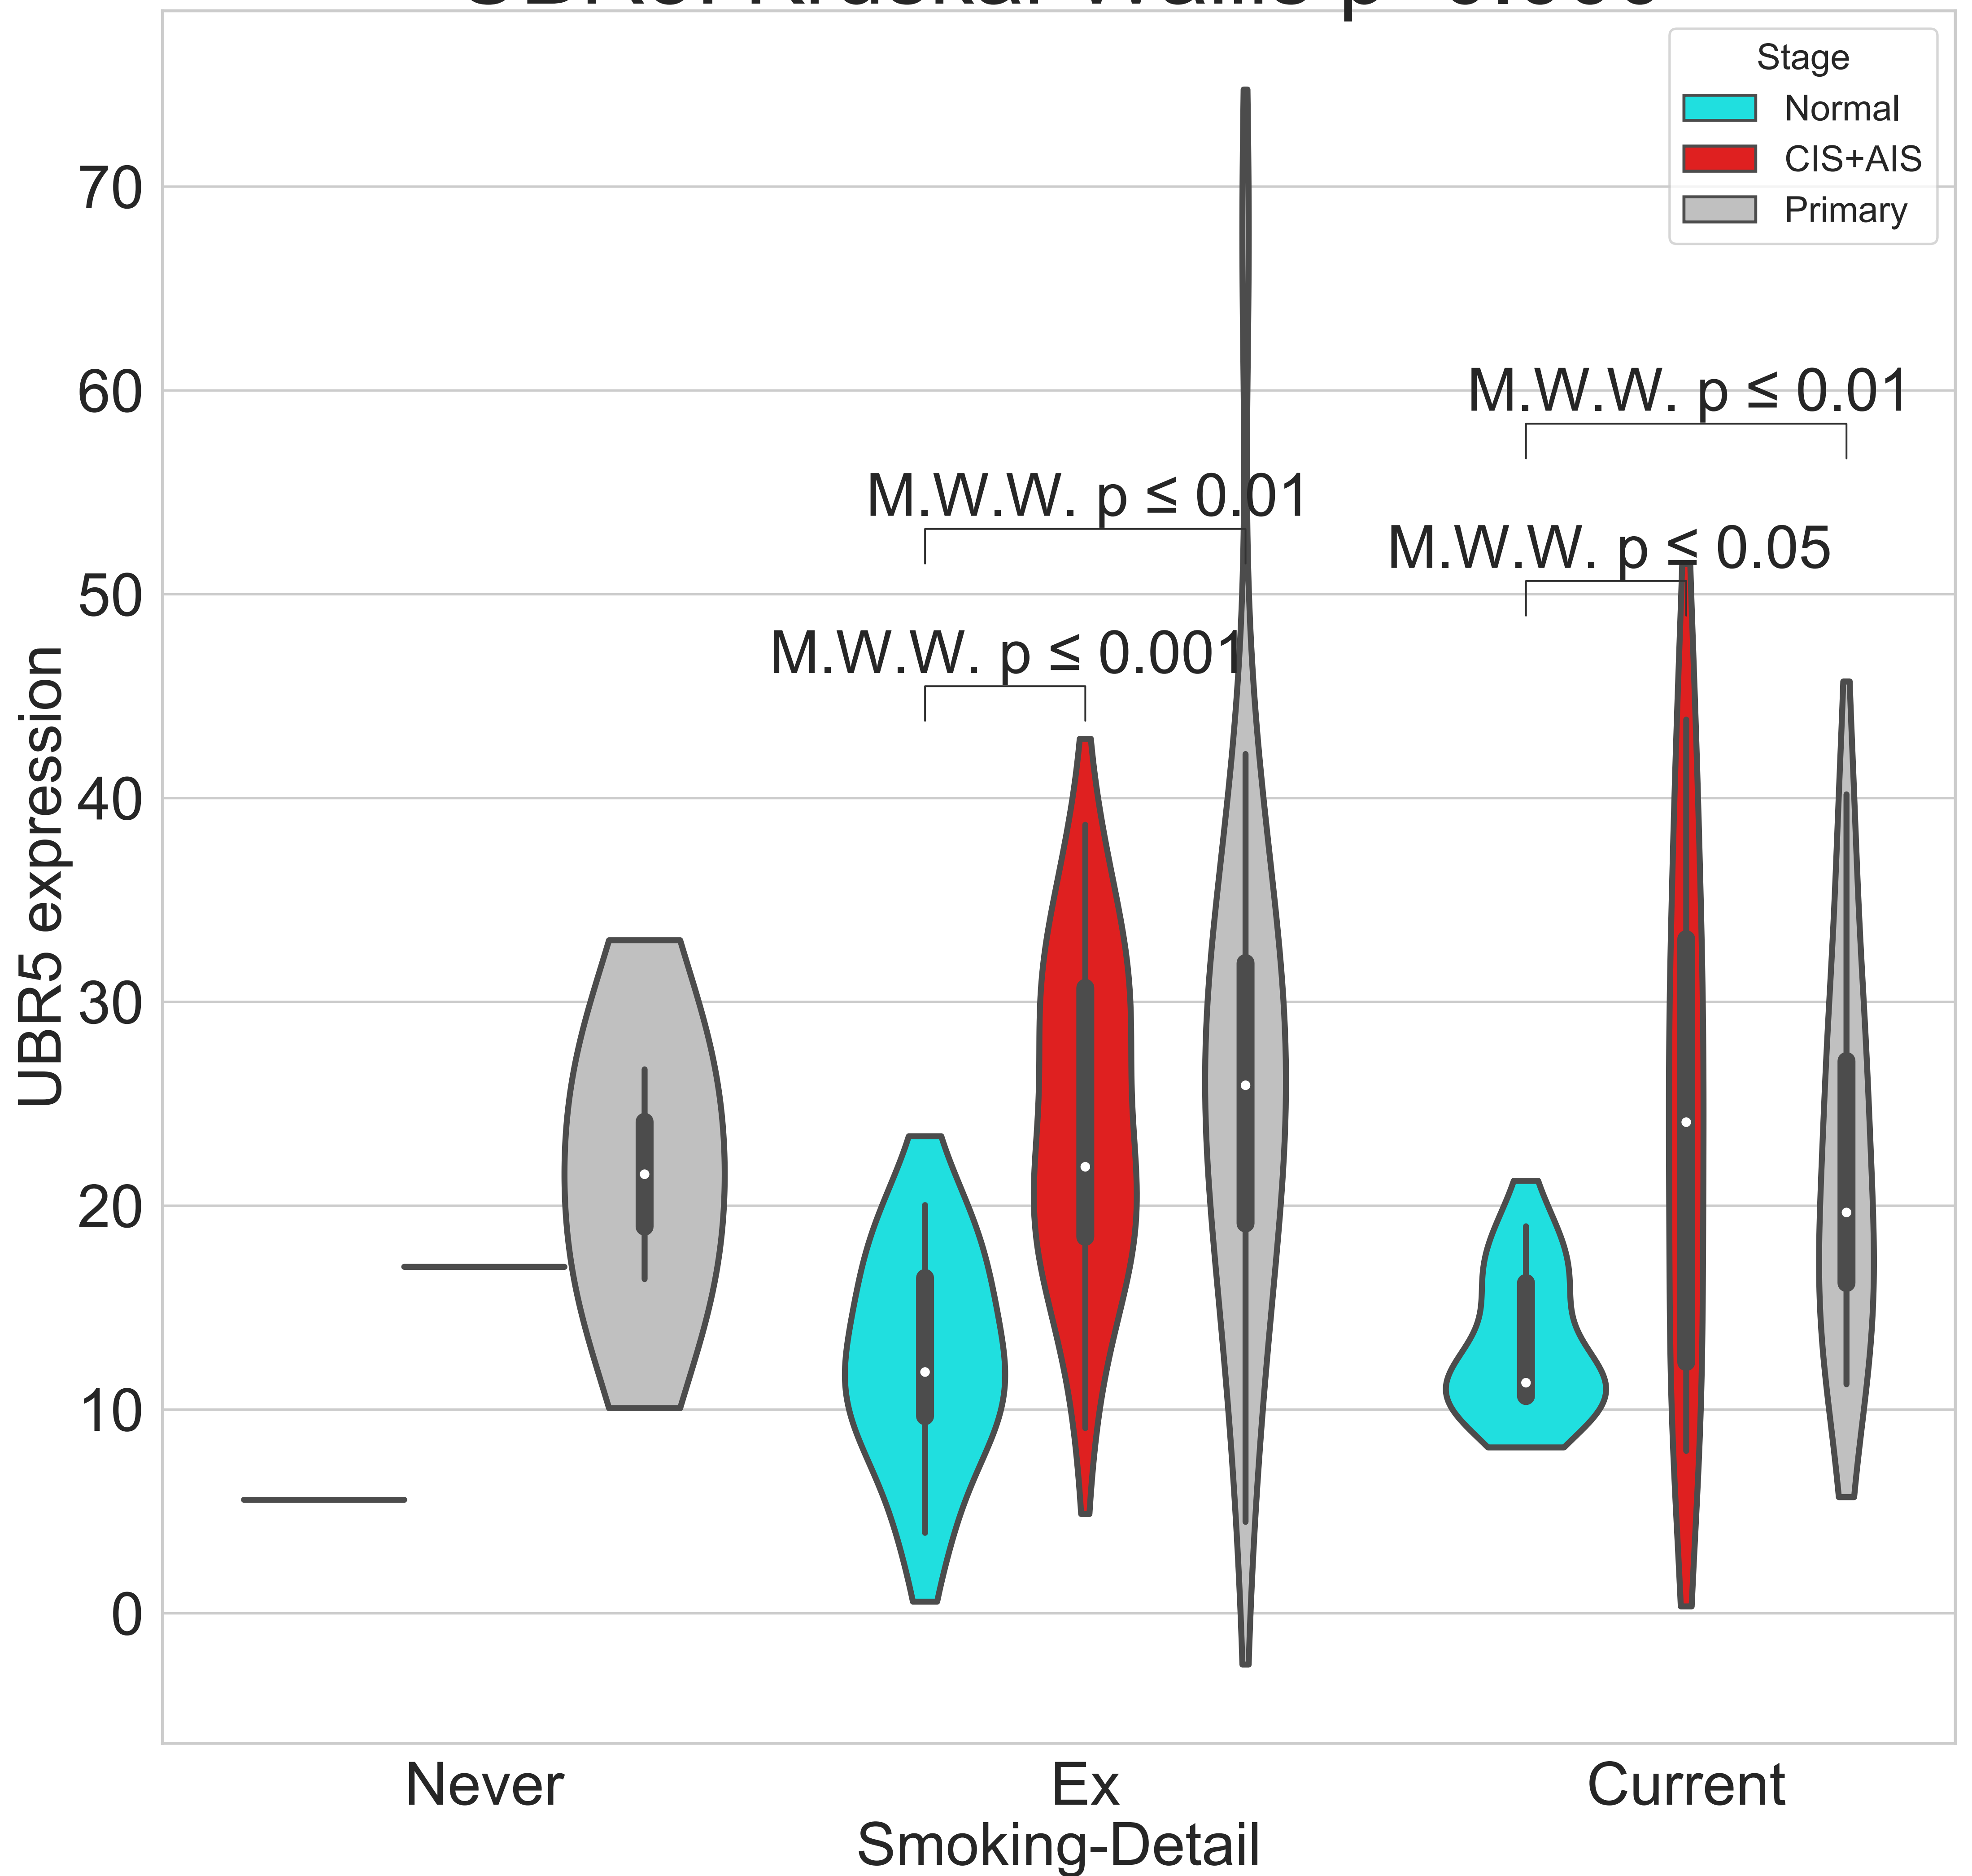 Stage
Normal
CIS+AIS
Primary
70
60
50
40
30
20
10
0
UBR5 expression
M.W.W. p ≤ 0.01
M.W.W. p ≤ 0.01
M.W.W. p ≤ 0.05
M.W.W. p ≤ 0.001
Never
Ex
Current
Smoking-Detail